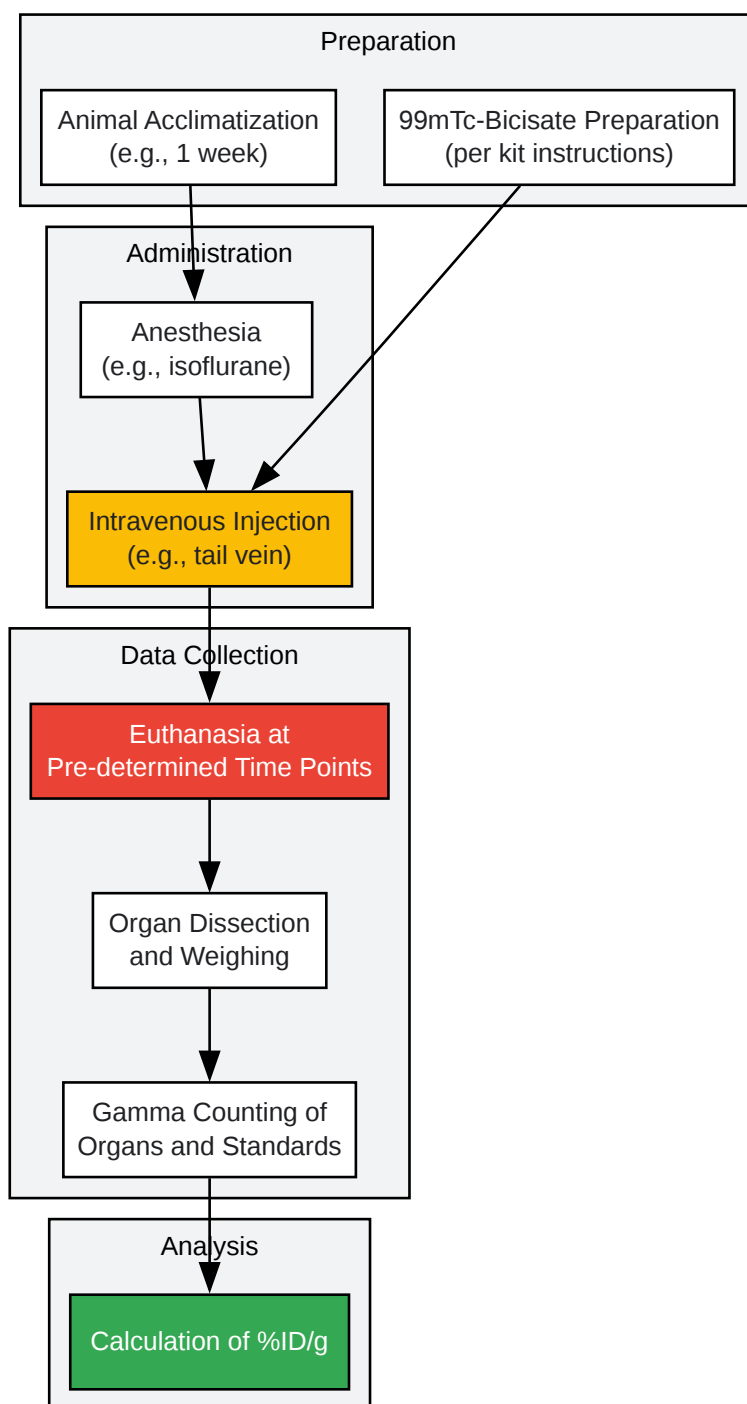 Preparation
Animal Acclimatization
(e.g., 1 week)
99mTc-Bicisate Preparation
(per kit instructions)
Administration
Anesthesia
(e.g., isoflurane)
Intravenous Injection
(e.g., tail vein)
Data Collection
Euthanasia at
Pre-determined Time Points
Organ Dissection
and Weighing
Gamma Counting of
Organs and Standards
Analysis
Calculation of %ID/g